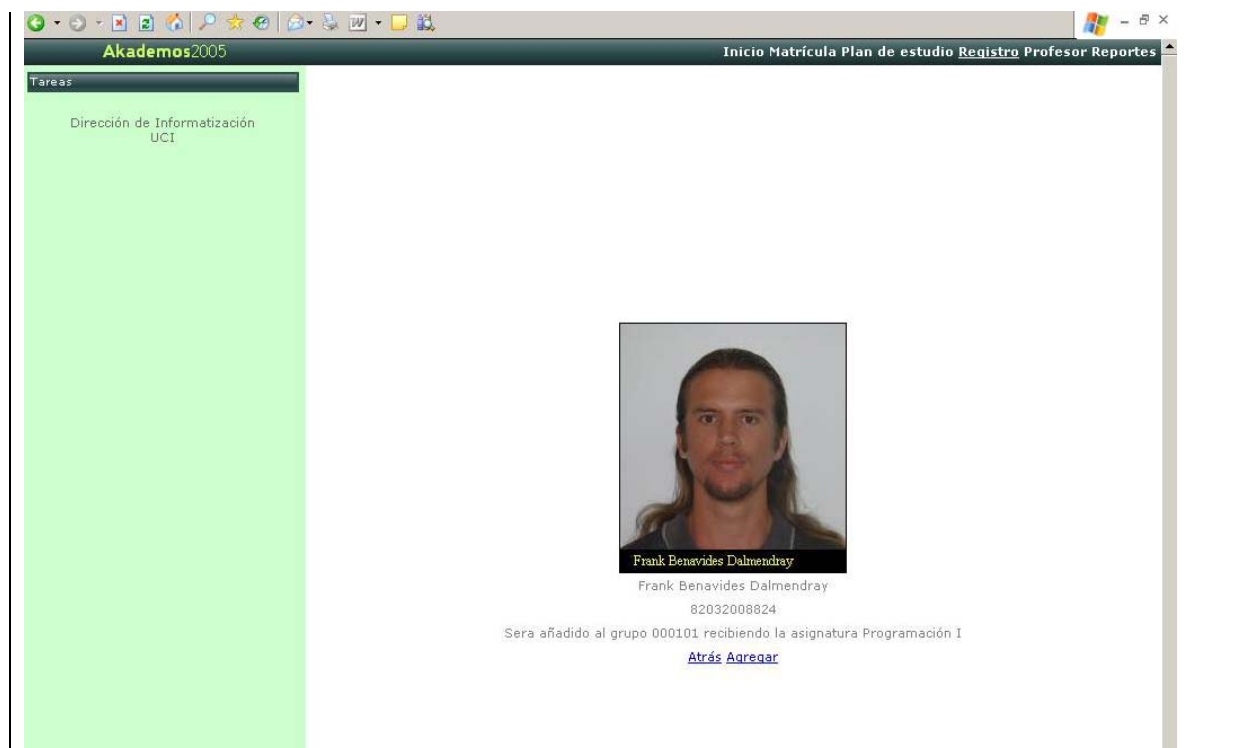 Akademos2005
Inicio Matrícula Plan de estudio Registro Profesor Reportes
Tareas
Dirección de Informatización
UCI
Frank Benavides Dalmendray
Frank Benavides Dalmendray
82032008824
Sera añadido al grupo 000101 recibiendo la asignatura Programación I
Atrás Agregar